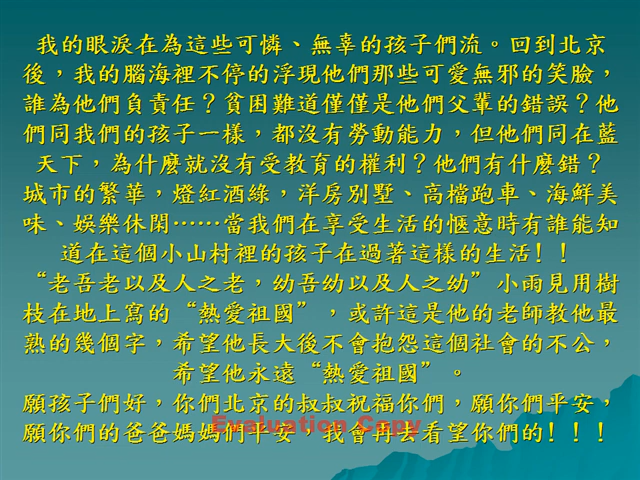 我的眼淚在為這些可憐、無辜的孩子們流。回到北京
後，我的腦海裡不停的浮現他們那些可愛無邪的笑臉，
誰為他們負責任？貧困難道僅僅是他們父輩的錯誤？他
們同我們的孩子一樣，都沒有勞動能力，但他們同在藍
天下，為什麼就沒有受教育的權利？他們有什麼錯？
城市的繁華，燈紅酒綠，洋房別墅、高檔跑車、海鮮美
味、娛樂休閑……當我們在享受生活的愜意時有誰能知
道在這個小山村裡的孩子在過著這樣的生活！！
“老吾老以及人之老，幼吾幼以及人之幼”小雨見用樹
枝在地上寫的“熱愛祖國”，或許這是他的老師教他最
熟的幾個字，希望他長大後不會抱怨這個社會的不公，
希望他永遠“熱愛祖國”。
願孩子們好，你們北京的叔叔祝福你們，願你們平安，
願你們的爸爸媽媽們平安，我會再去看望你們的！！！
Evaluation Copy